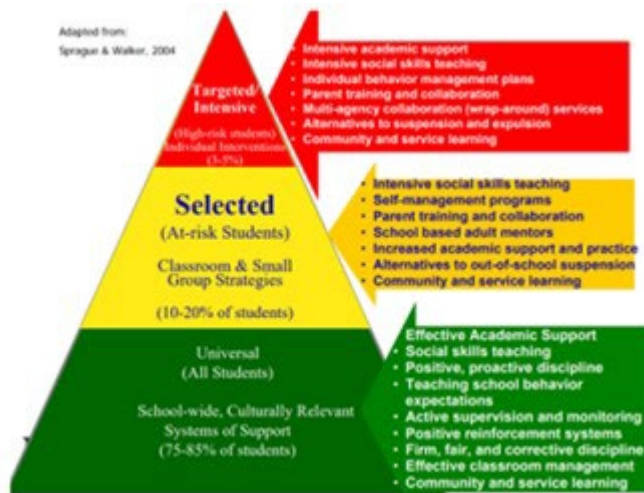 Adapted from:
Sprague & Walker, 2004
Targeted/
Intensive
(High-risk students)
Individual Interventions
(3-5%)
• Intensive academic support
• Intensive social skills teaching
• Individual behavior management plans
• Parent training and collaboration
• Multi-agency collaboration (wrap-around) services
• Alternatives to suspension and expulsion
• Community and service learning
Selected
(At-risk Students)
Classroom & Small
Group Strategies
(10-20% of students)
• Intensive social skills teaching
• Self-management programs
• Parent training and collaboration
• School based adult mentors
• Increased academic support and practice
• Alternatives to out-of-school suspension
• Community and service learning
Universal
(All Students)
School-wide, Culturally Relevant
Systems of Support
(75-85% of students)
Effective Academic Support
• Social skills teaching
• Positive, proactive discipline
• Teaching school behavior
expectations
• Active supervision and monitoring
• Positive reinforcement systems
• Firm, fair, and corrective discipline
• Effective classroom management
• Community and service learning